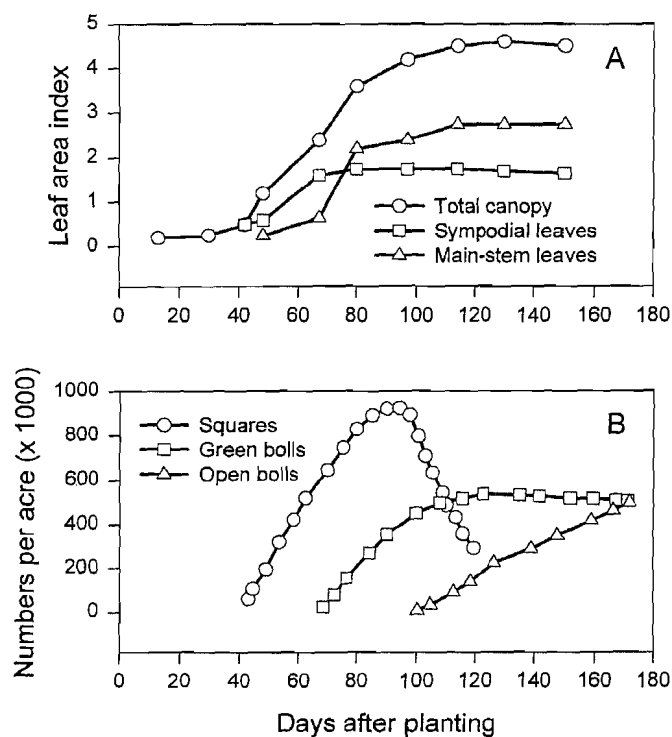 5
4
3
2
1
0
Leaf area index
A
Total canopy
Sympodial leaves
Main-stem leaves
0 20 40 60 80 100 120 140 160 180
1000
800
600
400
200
0
Numbers per acre (x 1000)
B
Squares
Green bolls
Open bolls
0 20 40 60 80 100 120 140 160 180
Days after planting